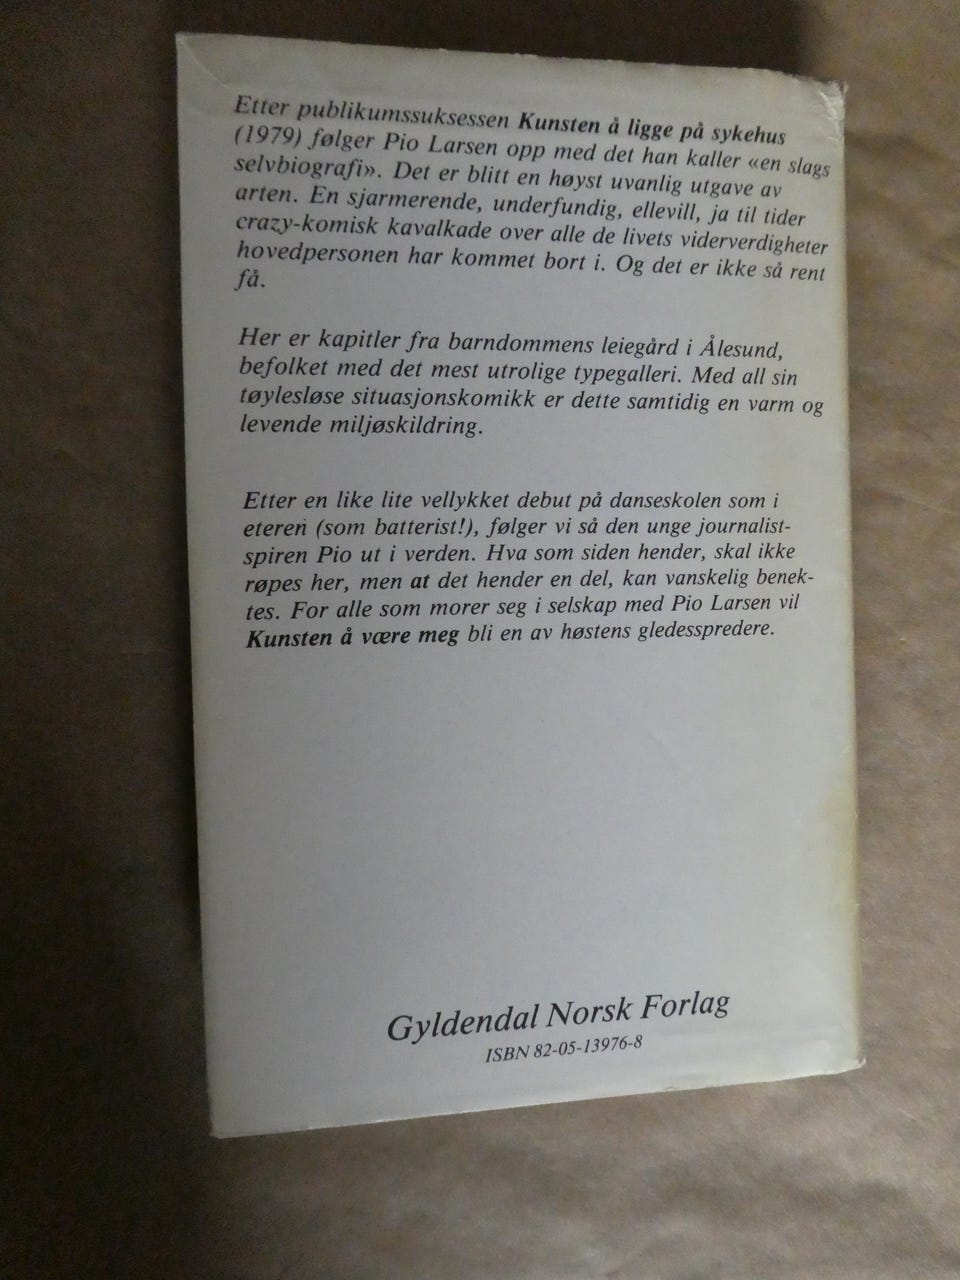 Etter publikumssuksessen Kunsten å ligge på sykehus
(1979) følger Pio Larsen opp med det han kaller «en slags
selvbiografi». Det er blitt en høyst uvanlig utgave av
arten. En sjarmerende, underfundig, ellevill, ja til tider
crazy-komisk kavalkade over alle de livets viderverdigheter
hovedpersonen har kommet bort i. Og det er ikke så rent
få.
Her er kapitler fra barndommens leiegård i Ålesund,
befolket med det mest utrolige typegalleri. Med all sin
tøylesløse situasjonskomikk er dette samtidig en varm og
levende miljøskildring.
Etter en like lite vellykket debut på danseskolen som i
eteren (som batterist!), følger vi så den unge journalist-
spiren Pio ut i verden. Hva som siden hender, skal ikke
røpes her, men at det hender en del, kan vanskelig benek-
tes. For alle som morer seg i selskap med Pio Larsen vil
Kunsten å være meg bli en av høstens gledesspredere.
Gyldendal Norsk Forlag
ISBN 82-05-13976-8